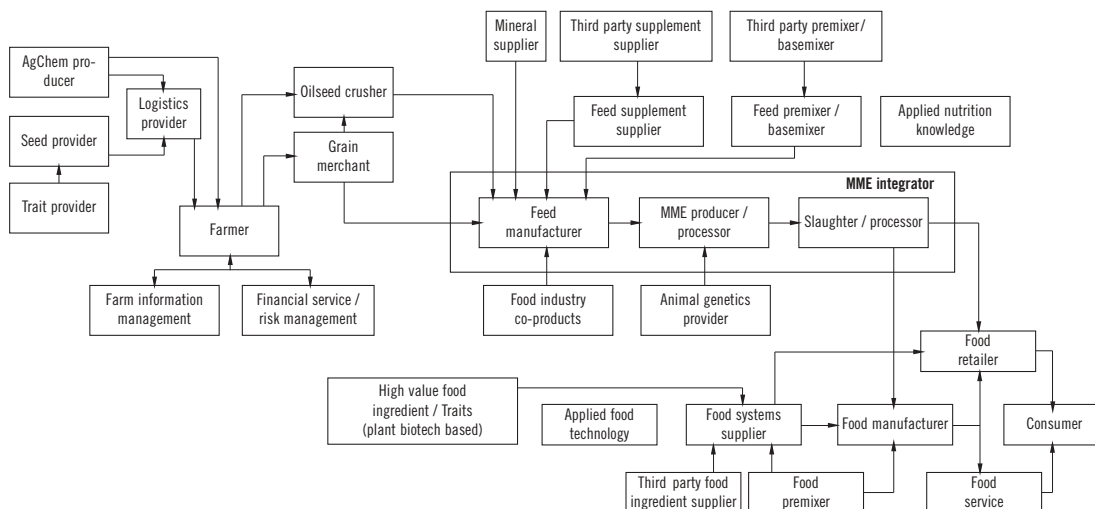 Mineral
supplier
Third party supplement
supplier
Third party premixer/
basemixer
AgChem pro-
ducer
Logistics
provider
Oilseed crusher
Feed supplement
supplier
Feed premixer /
basemixer
Applied nutrition
knowledge
Seed provider
Grain
merchant
Trait provider
MME integrator
Farmer
Feed
manufacturer
MME producer /
processor
Slaughter / processor
Farm information
management
Financial service /
risk management
Food industry
co-products
Animal genetics
provider
Food
retailer
High value food
ingredient / Traits
(plant biotech based)
Applied food
technology
Food systems
supplier
Food manufacturer
Consumer
Third party food
ingredient supplier
Food
premixer
Food
service